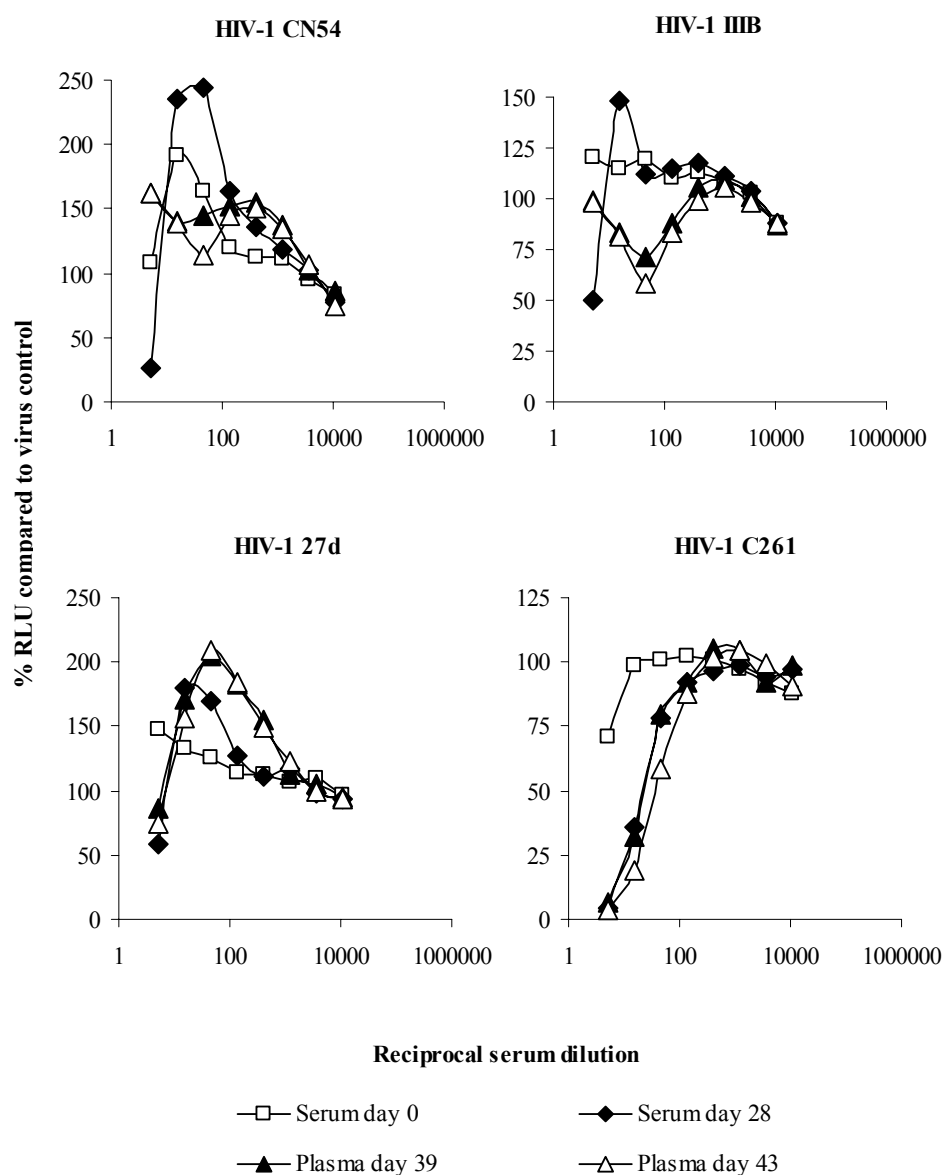 HIV-1 CN54
HIV-1 IIIB
250
200
150
100
50
0
1 100 10000 1000000
150
125
100
75
50
25
0
1 100 10000 1000000
% RLU compared to virus control
HIV-1 27d
HIV-1 C261
250
200
150
100
50
0
1 100 10000 1000000
125
100
75
50
25
0
1 100 10000 1000000
Reciprocal serum dilution
Serum day 0
Serum day 28
Plasma day 39
Plasma day 43